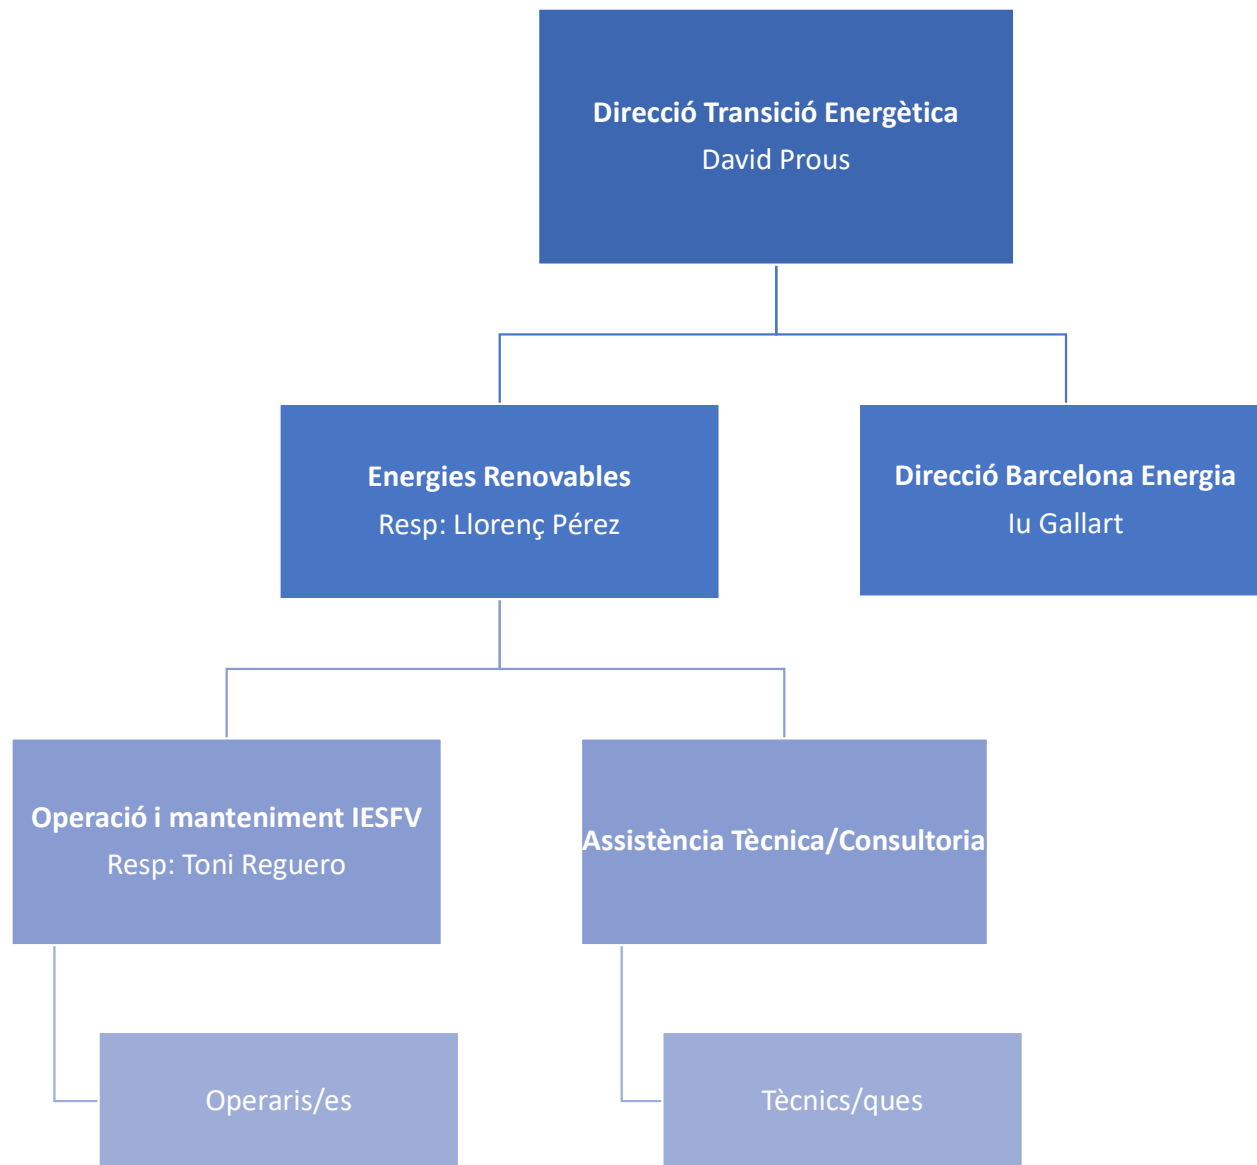 Direcció Transició Energètica
David Prous
Energies Renovables
Resp: Llorenç Pérez
Direcció Barcelona Energia
Iu Gallart
Operació i manteniment IESFV
Resp: Toni Reguero
Assistència Tècnica/Consultoria
Operaris/es
Tècnics/ques